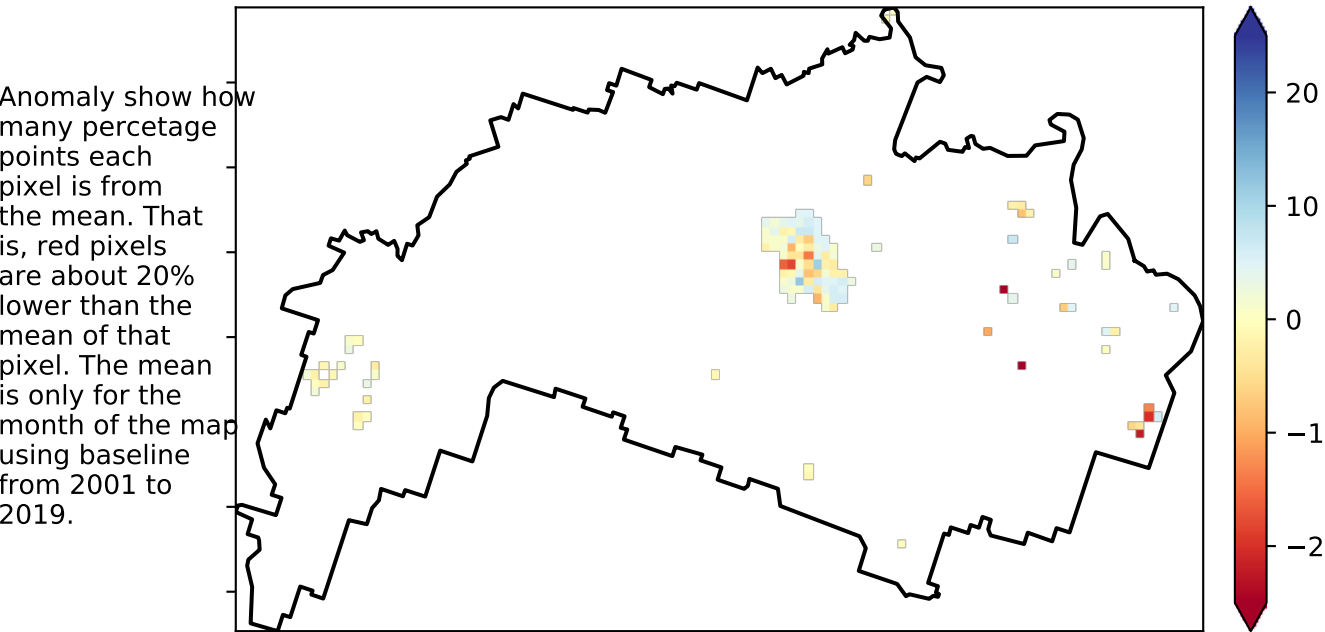 Anomaly show how
many percetage
points each
pixel is from
the mean. That
is, red pixels
are about 20%
lower than the
mean of that
pixel. The mean
is only for the
month of the map
using baseline
from 2001 to
2019.
20
10
0
−1
−2